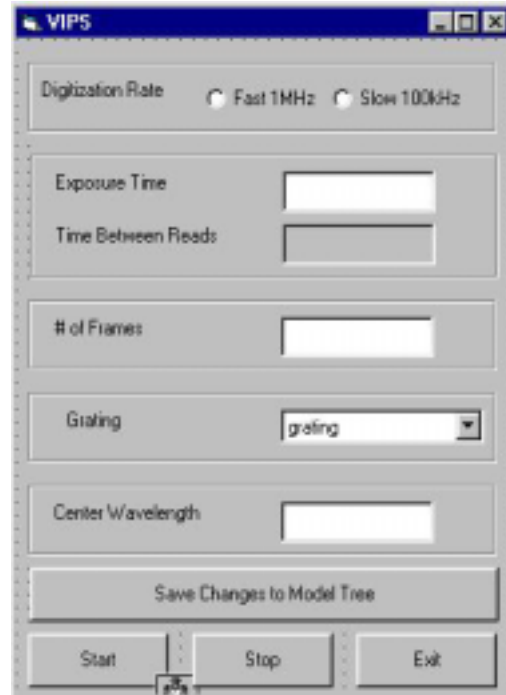 VIPS
Digitization Rate
Fast 1MHz Slow 100kHz
Exposure Time
Time Between Reads
# of Frames
Grating
grating
Center Wavelength
Save Changes to Model Tree
Start Stop Exit